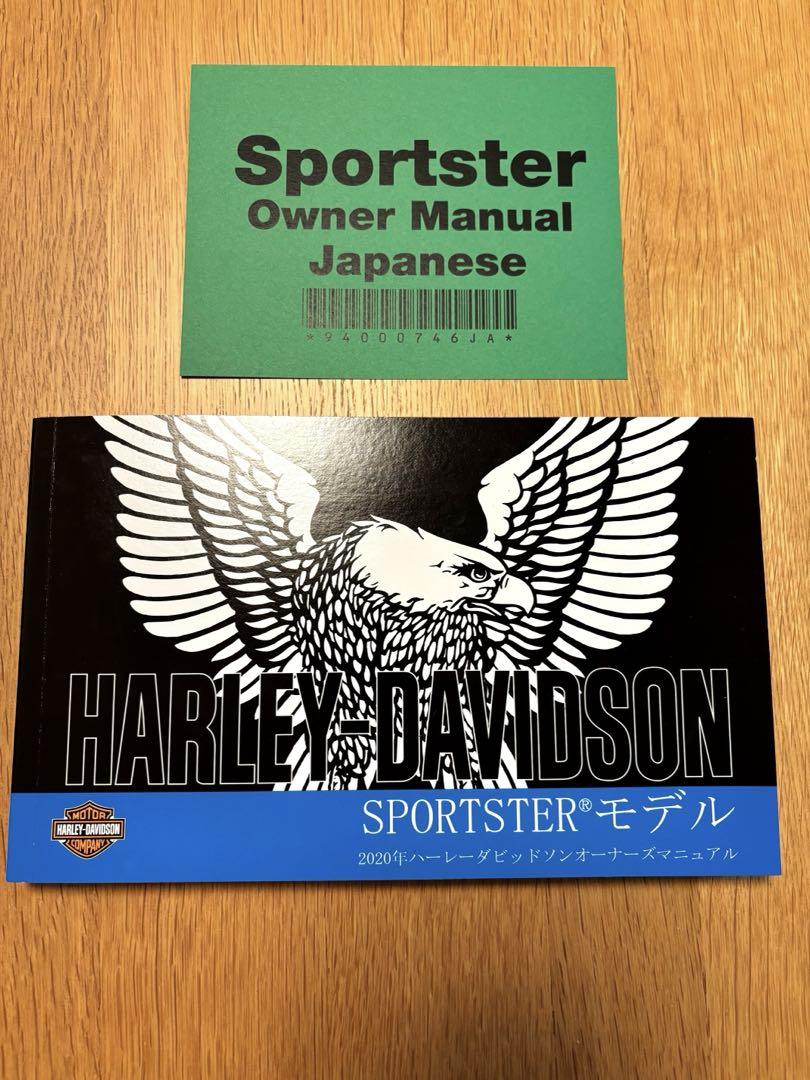 Sportster
Owner Manual
Japanese
*94000746JA*
HARLEY-DAVIDSON
MOTOR
HARLEY-DAVIDSON
COMPANY
SPORTSTER®モデル
2020年ハーレーダビッドソンオーナーズマニュアル